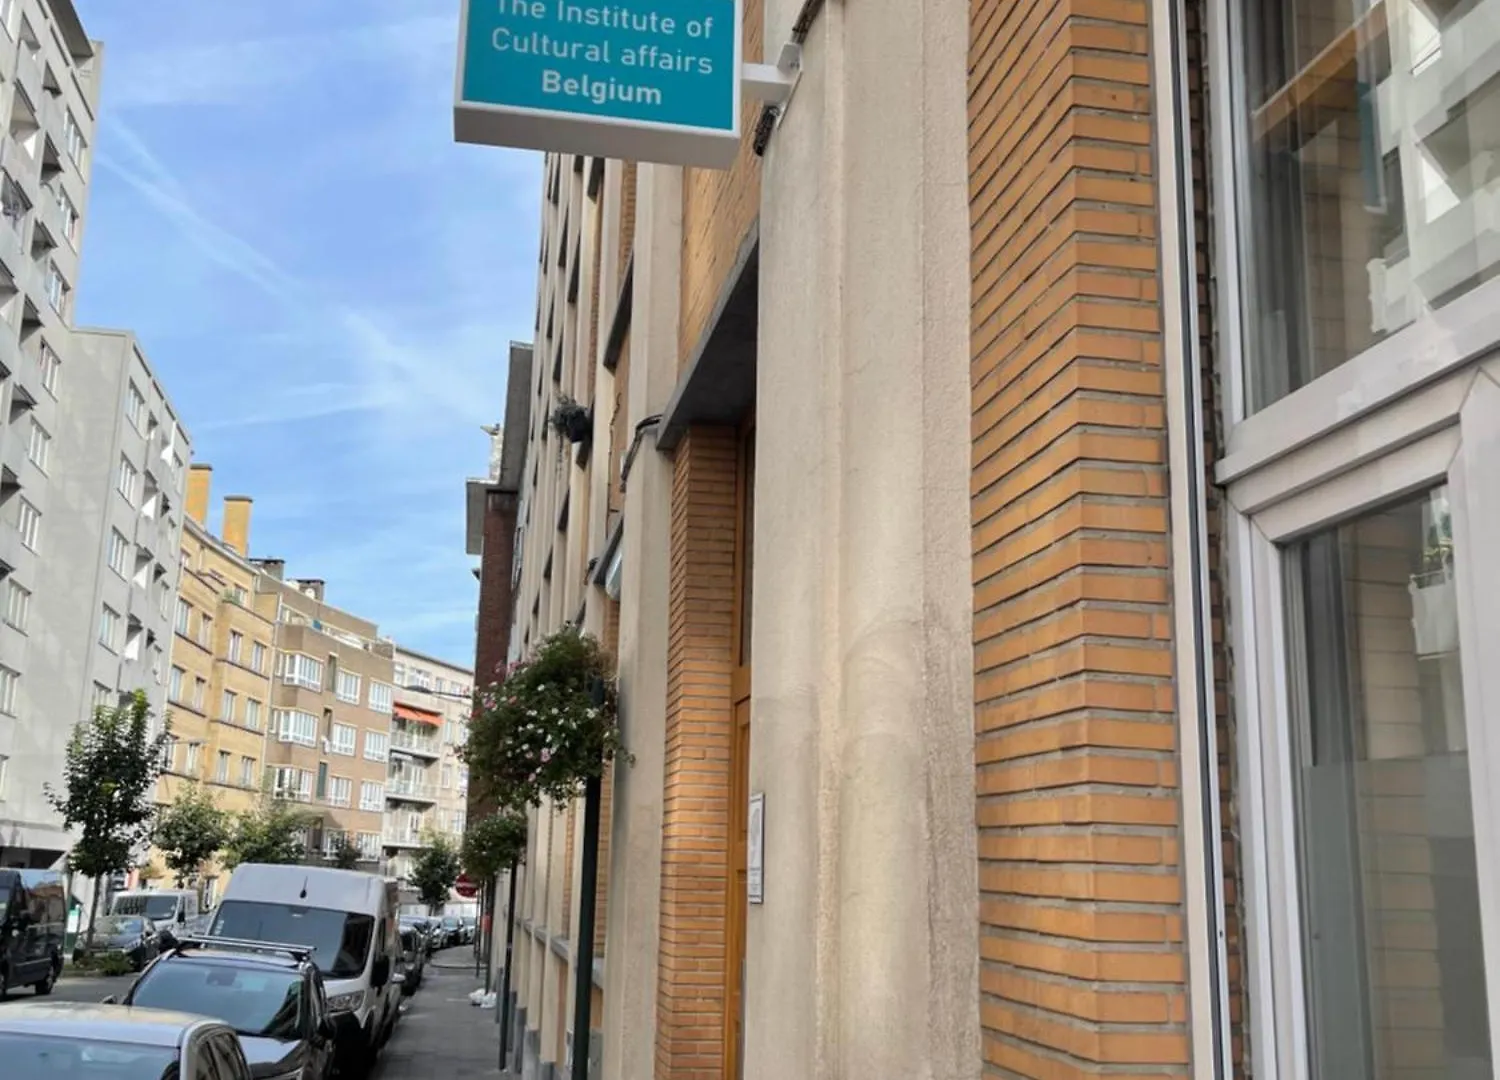 The Institute of
Cultural affairs
Belgium